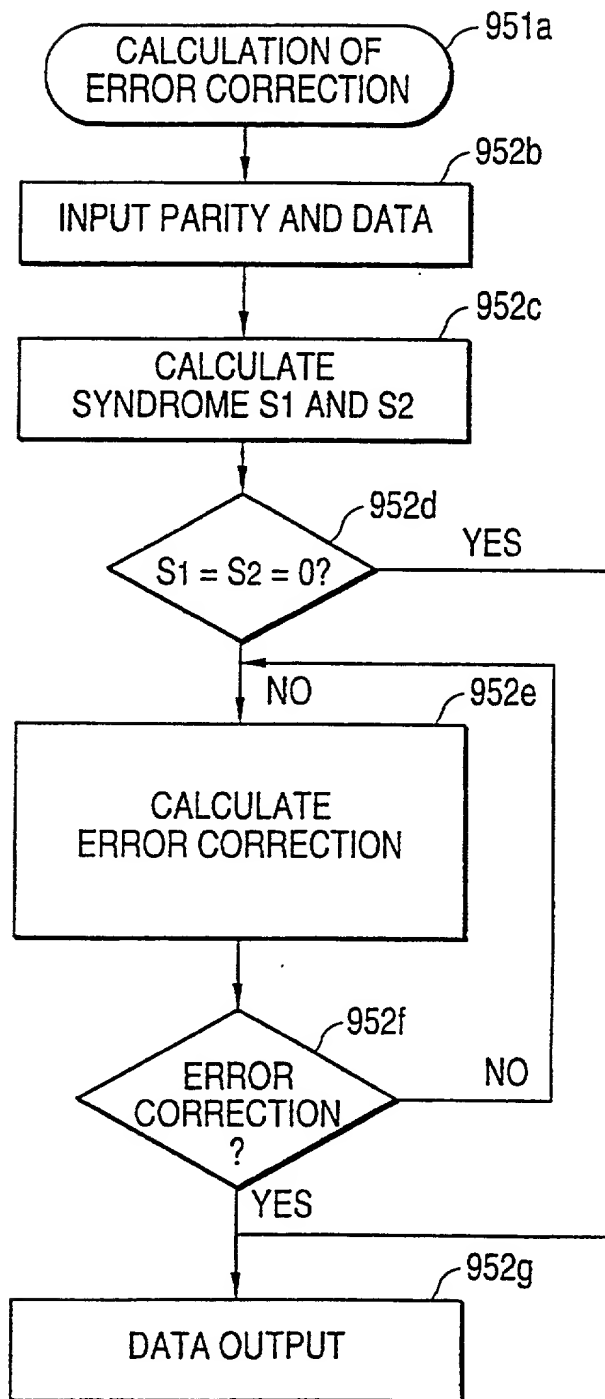 CALCULATION OF
ERROR CORRECTION
951a
952b
INPUT PARITY AND DATA
952c
CALCULATE
SYNDROME S1 AND S2
952d
S1 = S2 = 0?
YES
NO
952e
CALCULATE
ERROR CORRECTION
952f
ERROR
CORRECTION
?
NO
YES
952g
DATA OUTPUT